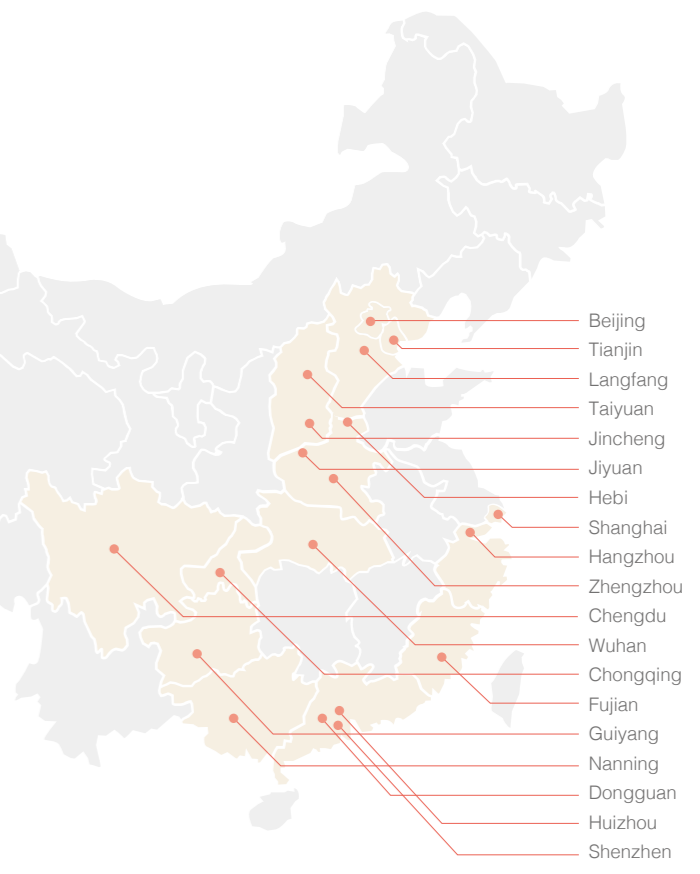 Beijing
Tianjin
Langfang
Taiyuan
Jincheng
Jiyuan
Hebi
Shanghai
Hangzhou
Zhengzhou
Chengdu
Wuhan
Chongqing
Fujian
Guiyang
Nanning
Dongguan
Huizhou
Shenzhen